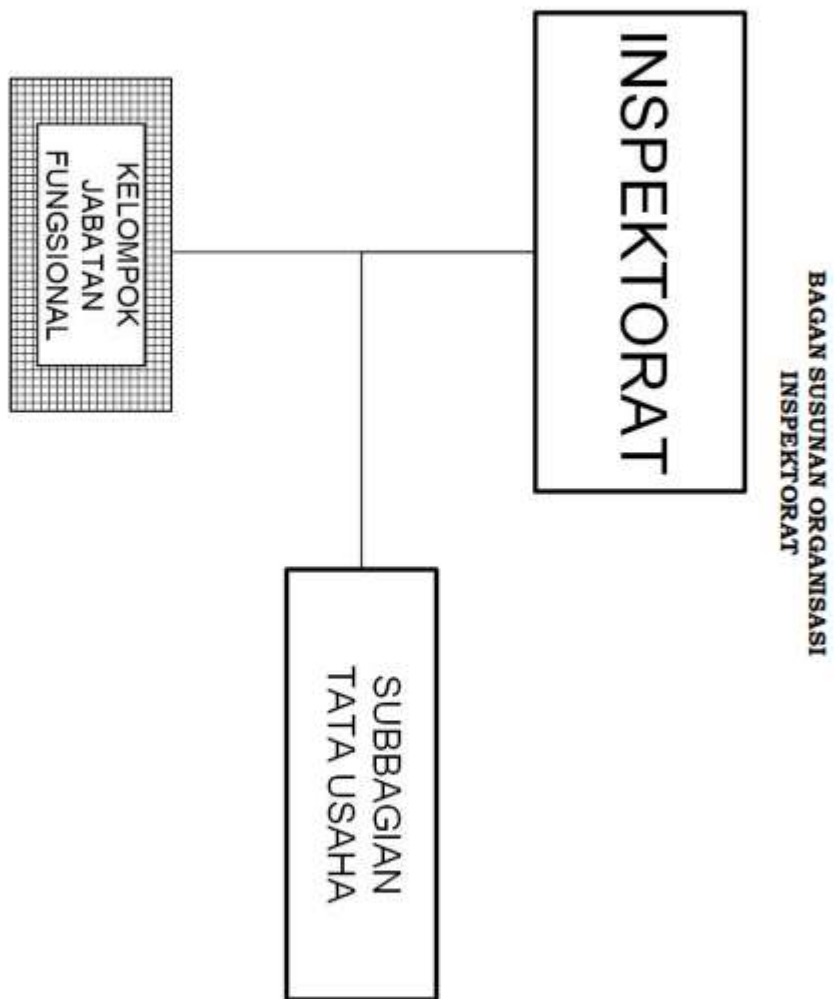 BAGAN SUSUNAN ORGANISASI
INSPEKTORAT
INSPEKTORAT
SUBBAGIAN
TATA USAHA
KELOMPOK
JABATAN
FUNGSIONAL